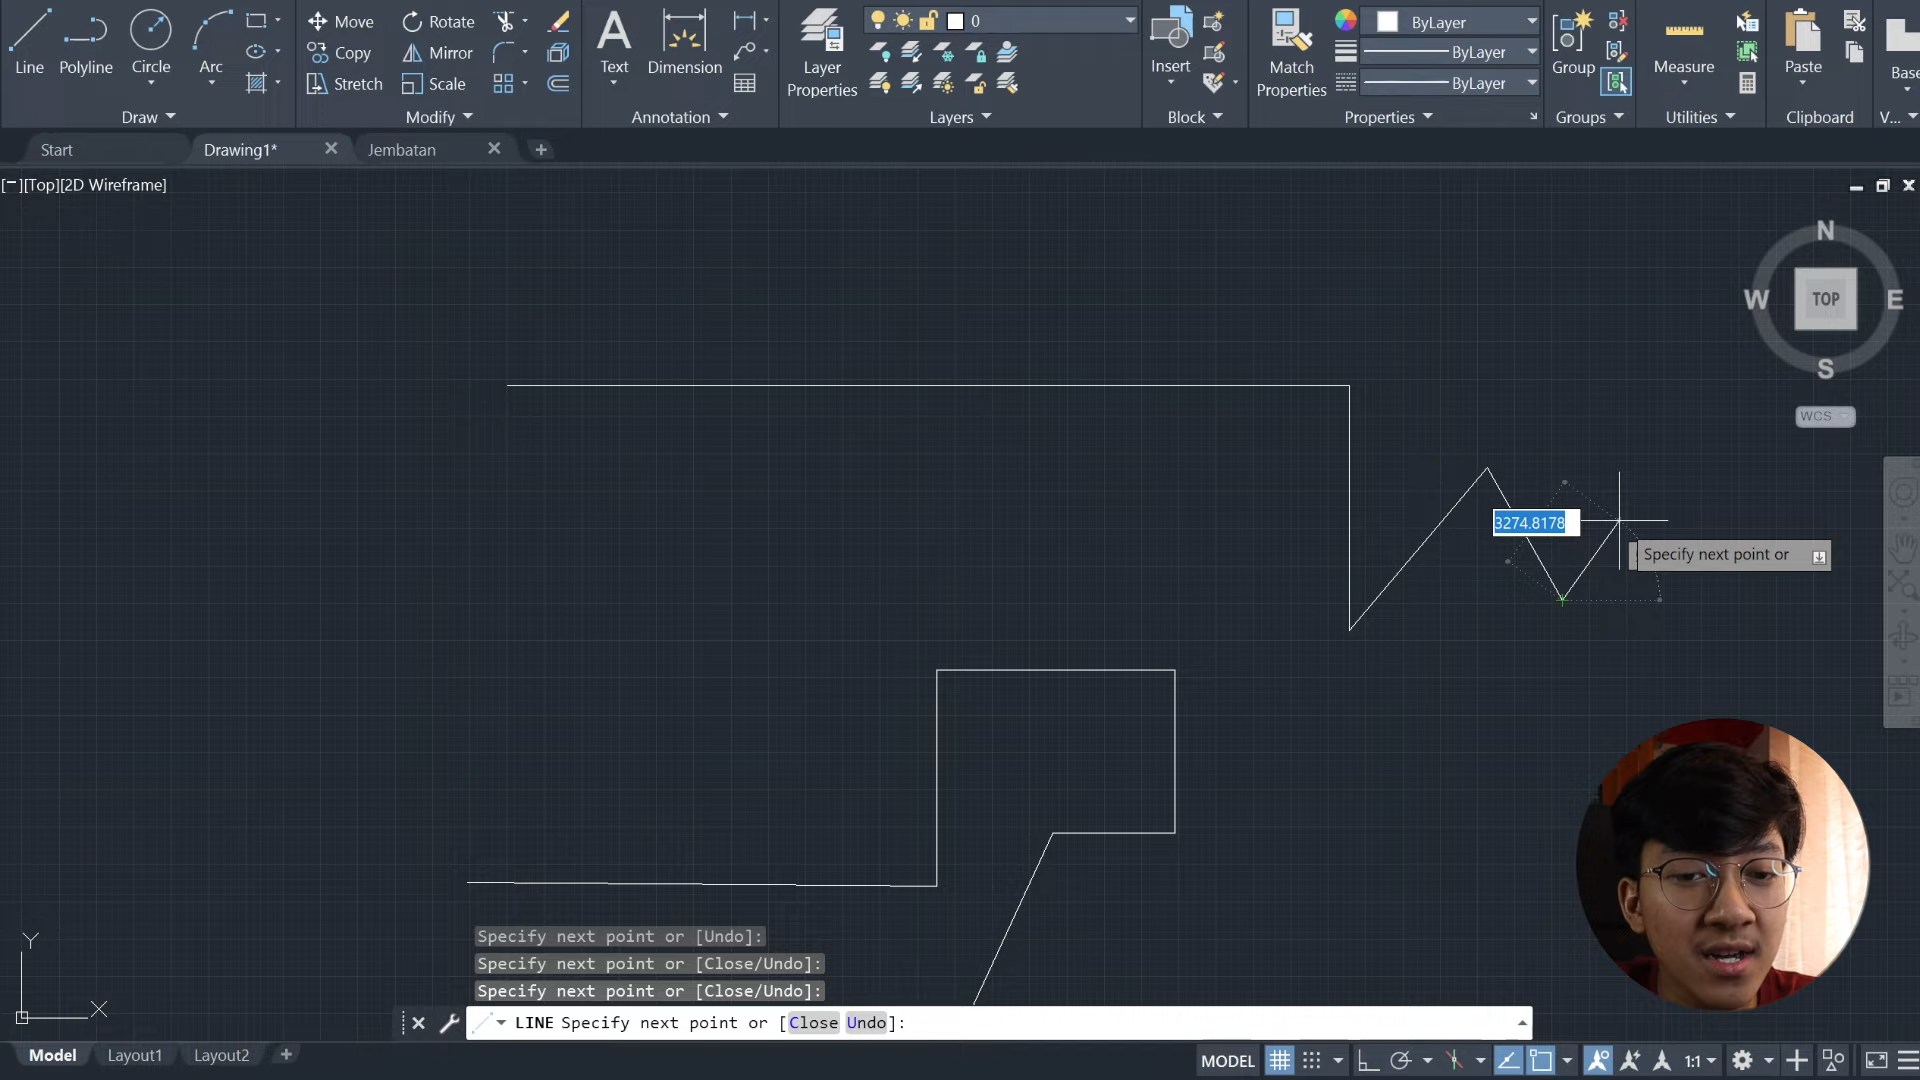 Line
Polyline
Circle
Arc
Draw
Move
Copy
Stretch
Rotate
Mirror
Scale
Modify
Text
Dimension
Annotation
Layer
Properties
0
Layers
Insert
Block
Match
Properties
ByLayer
ByLayer
ByLayer
Properties
Group
Groups
Measure
Utilities
Paste
Clipboard
Base
V...
Start
Drawing1*
Jembatan
[−][Top][2D Wireframe]
N
W
TOP
E
S
WCS
3274.8178
Specify next point or
Y
X
Specify next point or [Undo]:
Specify next point or [Close/Undo]:
Specify next point or [Close/Undo]:
LINE Specify next point or [Close Undo]:
Model
Layout1
Layout2
MODEL
1:1